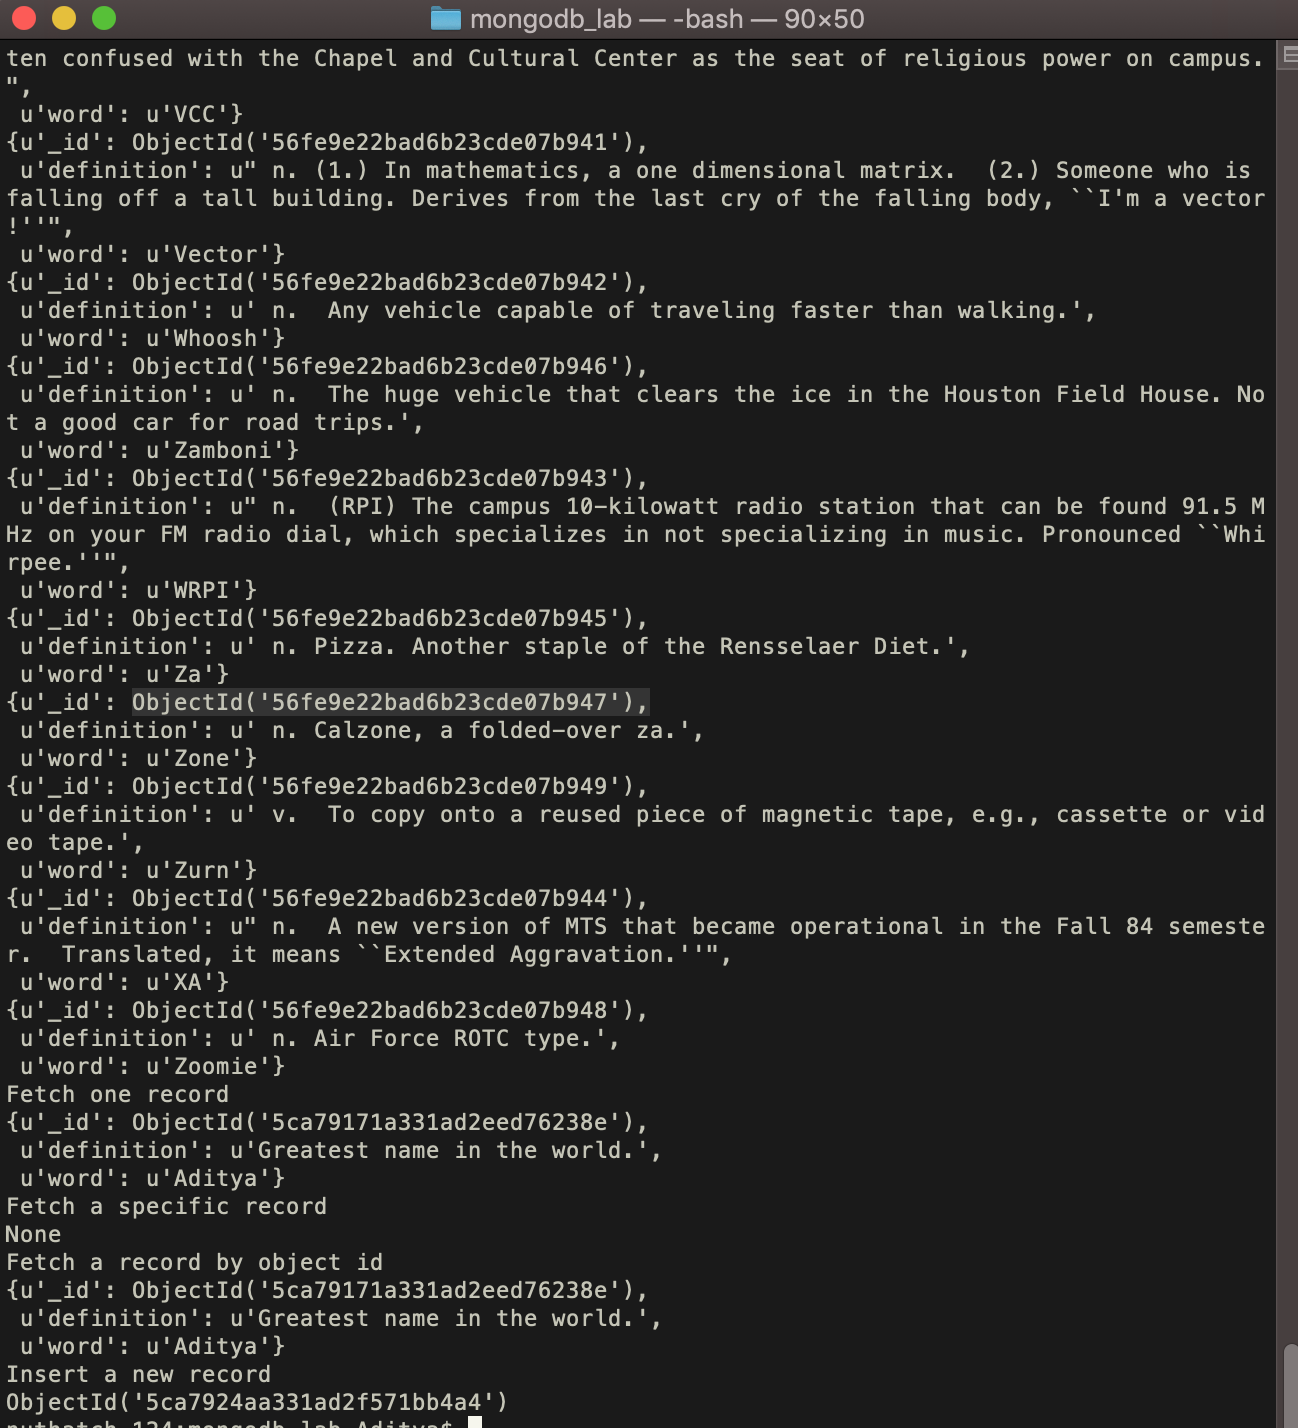 mongodb_lab — -bash — 90×50
ten confused with the Chapel and Cultural Center as the seat of religious power on campus.
",
 u'word': u'VCC'}
{u'_id': ObjectId('56fe9e22bad6b23cde07b941'),
 u'definition': u" n. (1.) In mathematics, a one dimensional matrix.  (2.) Someone who is
falling off a tall building. Derives from the last cry of the falling body, ``I'm a vector
!''",
 u'word': u'Vector'}
{u'_id': ObjectId('56fe9e22bad6b23cde07b942'),
 u'definition': u' n.  Any vehicle capable of traveling faster than walking.',
 u'word': u'Whoosh'}
{u'_id': ObjectId('56fe9e22bad6b23cde07b946'),
 u'definition': u' n.  The huge vehicle that clears the ice in the Houston Field House. No
t a good car for road trips.',
 u'word': u'Zamboni'}
{u'_id': ObjectId('56fe9e22bad6b23cde07b943'),
 u'definition': u" n.  (RPI) The campus 10-kilowatt radio station that can be found 91.5 M
Hz on your FM radio dial, which specializes in not specializing in music. Pronounced ``Whi
rpee.''",
 u'word': u'WRPI'}
{u'_id': ObjectId('56fe9e22bad6b23cde07b945'),
 u'definition': u' n. Pizza. Another staple of the Rensselaer Diet.',
 u'word': u'Za'}
{u'_id': ObjectId('56fe9e22bad6b23cde07b947'),
 u'definition': u' n. Calzone, a folded-over za.',
 u'word': u'Zone'}
{u'_id': ObjectId('56fe9e22bad6b23cde07b949'),
 u'definition': u' v.  To copy onto a reused piece of magnetic tape, e.g., cassette or vid
eo tape.',
 u'word': u'Zurn'}
{u'_id': ObjectId('56fe9e22bad6b23cde07b944'),
 u'definition': u" n.  A new version of MTS that became operational in the Fall 84 semeste
r.  Translated, it means ``Extended Aggravation.''",
 u'word': u'XA'}
{u'_id': ObjectId('56fe9e22bad6b23cde07b948'),
 u'definition': u' n. Air Force ROTC type.',
 u'word': u'Zoomie'}
Fetch one record
{u'_id': ObjectId('5ca79171a331ad2eed76238e'),
 u'definition': u'Greatest name in the world.',
 u'word': u'Aditya'}
Fetch a specific record
None
Fetch a record by object id
{u'_id': ObjectId('5ca79171a331ad2eed76238e'),
 u'definition': u'Greatest name in the world.',
 u'word': u'Aditya'}
Insert a new record
ObjectId('5ca7924aa331ad2f571bb4a4')
nuthatch-124:mongodb_lab Aditya$